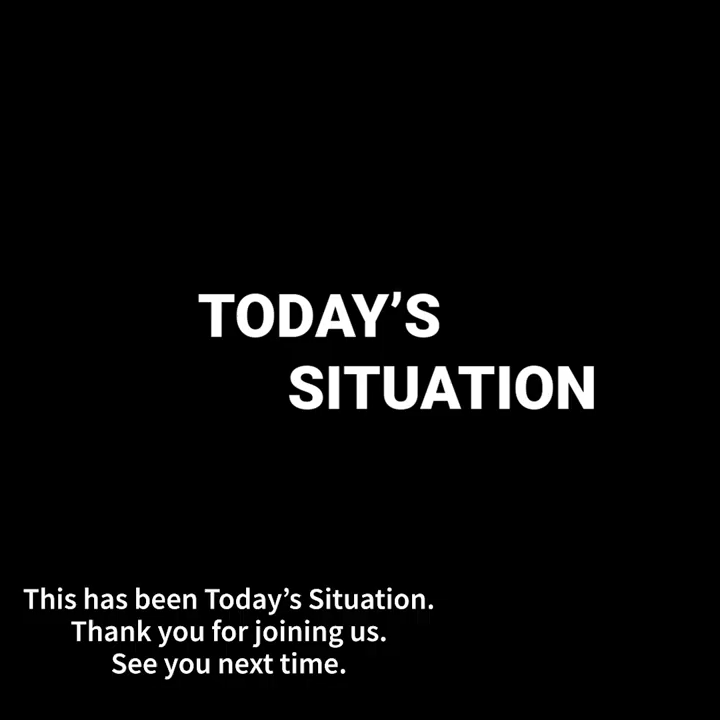 TODAY’S
SITUATION
This has been Today’s Situation.
Thank you for joining us.
See you next time.